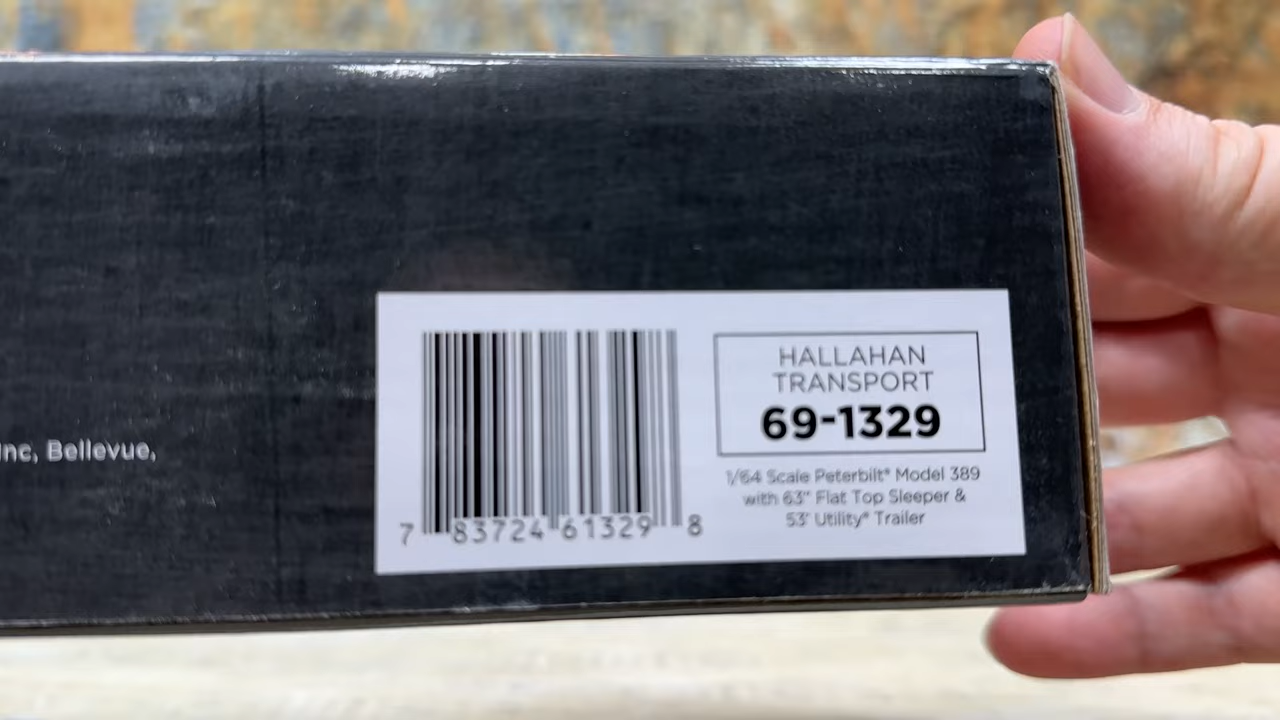 Inc, Bellevue,
HALLAHAN
TRANSPORT
69-1329
1/64 Scale Peterbilt® Model 389
with 63" Flat Top Sleeper &
53' Utility® Trailer
7 83724 61329 8